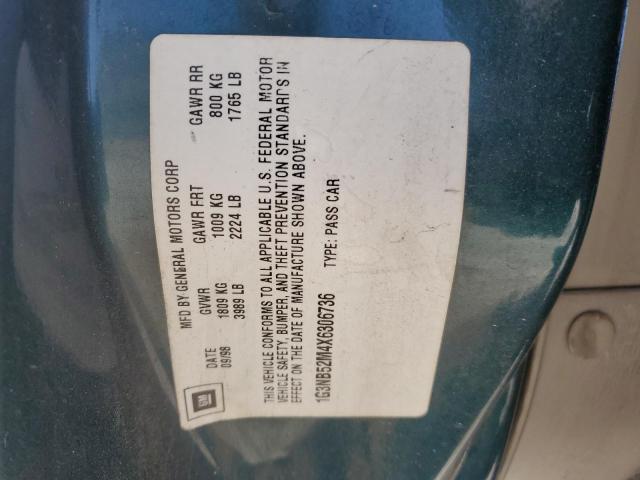 GM
MFD BY GENERAL MOTORS CORP
DATE GVWR GAWR FRT GAWR RR
09/98 1809 KG 1009 KG 800 KG
3989 LB 2224 LB 1765 LB
THIS VEHICLE CONFORMS TO ALL APPLICABLE U.S. FEDERAL MOTOR
VEHICLE SAFETY, BUMPER, AND THEFT PREVENTION STANDARDS IN
EFFECT ON THE DATE OF MANUFACTURE SHOWN ABOVE.
1G3NB52M4X6306736 TYPE: PASS CAR